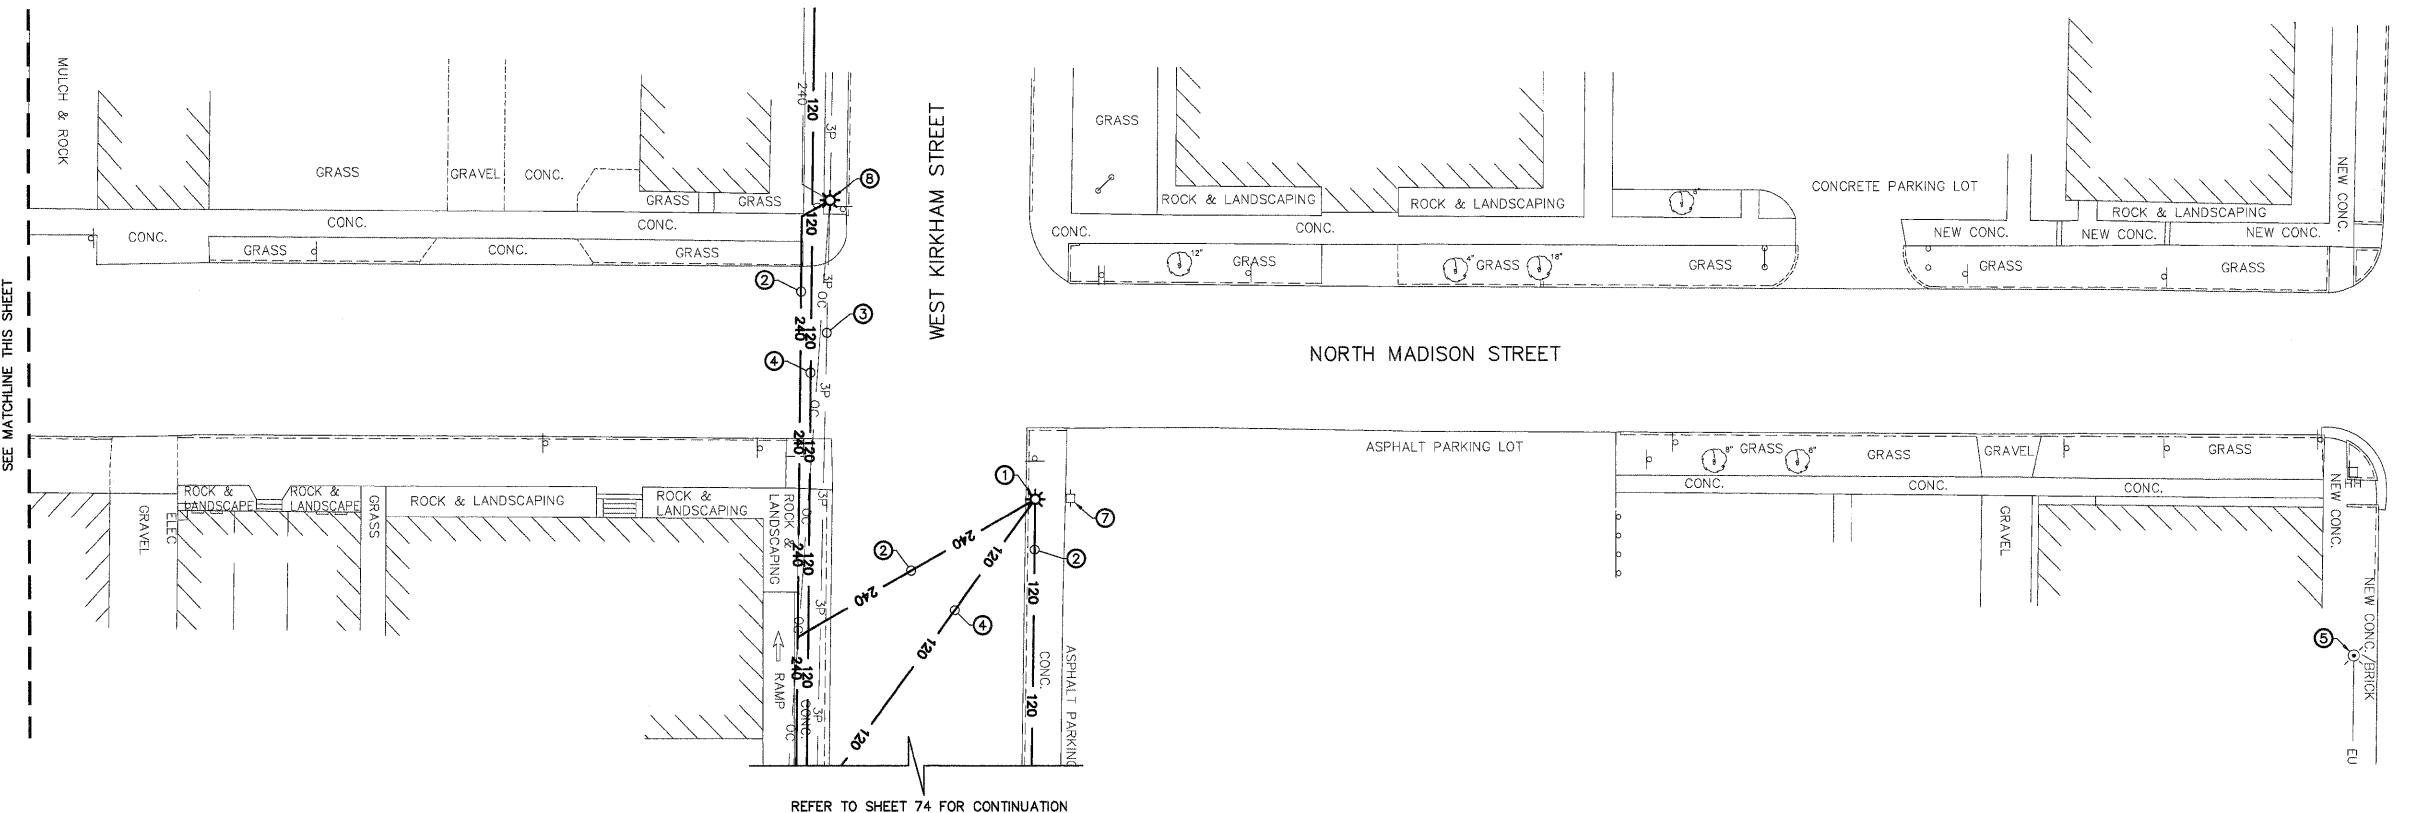 SEE MATCHLINE THIS SHEET
MULCH & ROCK
GRASS
GRAVEL
CONC.
GRASS
GRASS
CONC.
CONC.
CONC.
GRASS
CONC.
GRASS
240
120
3P
8
120
2
3P
OC
3
240
120
4
3P
OC
240
120
WEST KIRKHAM STREET
NORTH MADISON STREET
GRASS
ROCK & LANDSCAPING
ROCK & LANDSCAPING
6"
CONCRETE PARKING LOT
ROCK & LANDSCAPING
NEW CONC.
CONC.
CONC.
NEW CONC.
NEW CONC.
NEW CONC.
12"
GRASS
4"
GRASS
18"
GRASS
GRASS
GRASS
ROCK &
LANDSCAPE
ROCK &
LANDSCAPE
GRASS
ROCK & LANDSCAPING
ROCK &
LANDSCAPING
ROCK &
LANDSCAPING
GRAVEL
ELEC
3P
OC
240
120
3P
OC
240
120
RAMP
CONC.
3P
OC
1
7
2
240
240
2
120
4
120
120
120
CONC.
120
ASPHALT PARKING
ASPHALT PARKING LOT
GRASS
GRASS
GRAVEL
GRASS
CONC.
CONC.
CONC.
GRAVEL
HH
NEW CONC.
NEW CONC./BRICK
5
EU
REFER TO SHEET 74 FOR CONTINUATION